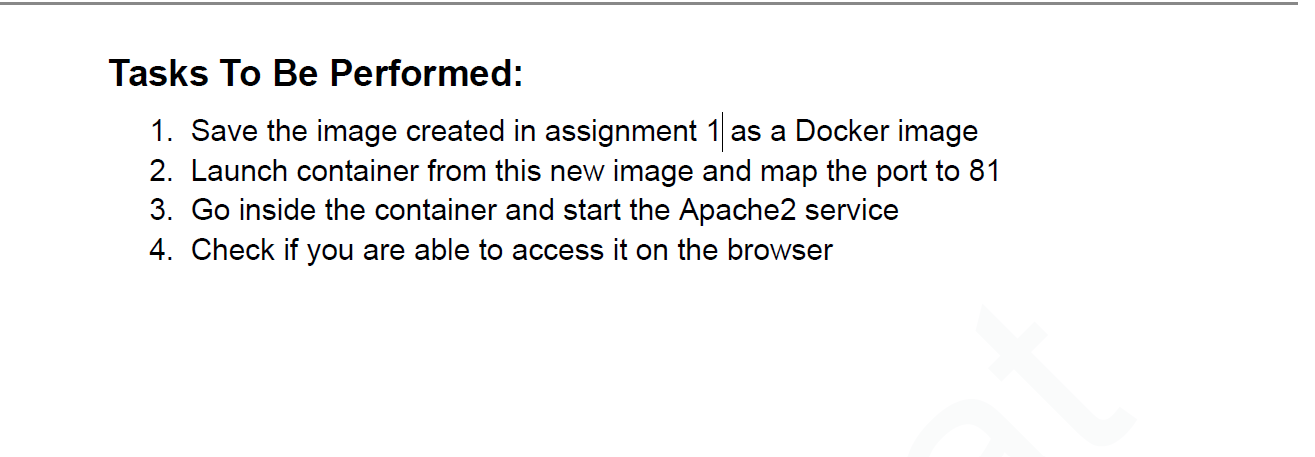 Tasks To Be Performed:
1. Save the image created in assignment 1 as a Docker image
2. Launch container from this new image and map the port to 81
3. Go inside the container and start the Apache2 service
4. Check if you are able to access it on the browser
at